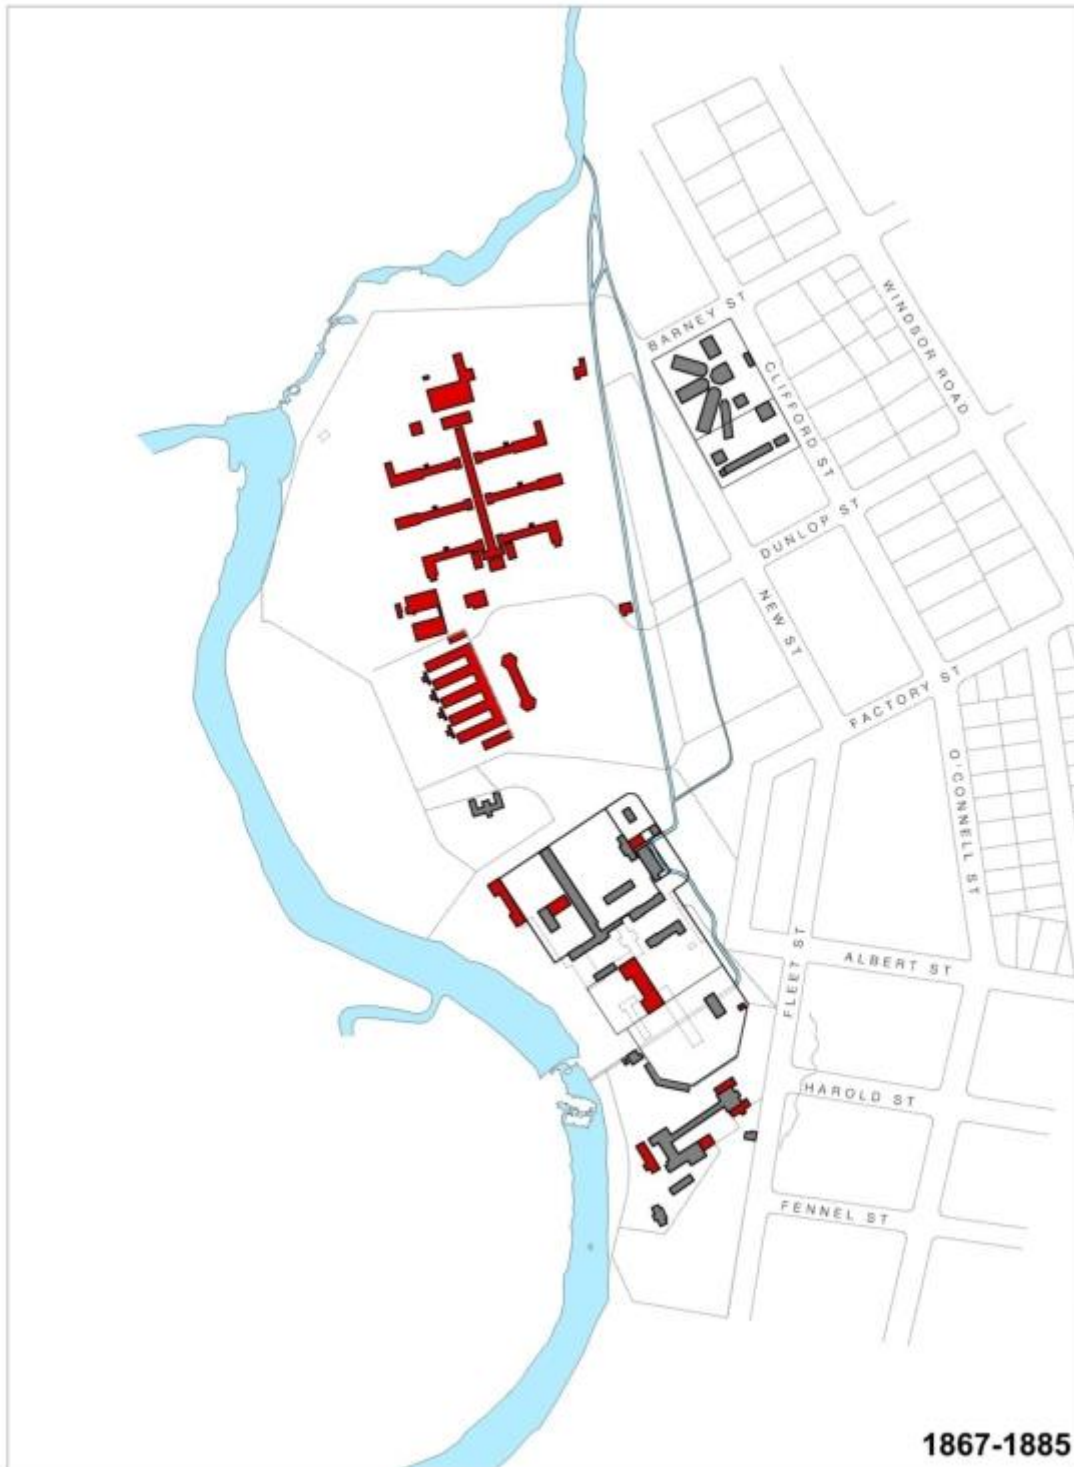 WINDSOR ROAD
BARNEY ST
CLIFFORD ST
DUNLOP ST
NEW ST
FACTORY ST
O'CONNELL ST
FLEET ST
ALBERT ST
HAROLD ST
FENNEL ST
1867-1885